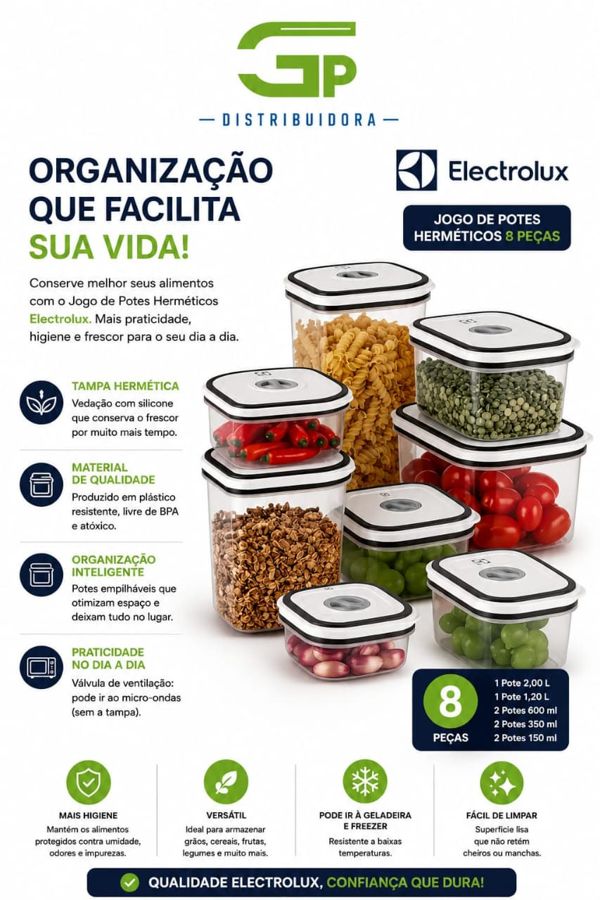 GP
DISTRIBUIDORA
ORGANIZAÇÃO
QUE FACILITA
SUA VIDA!
Conserve melhor seus alimentos
com o Jogo de Potes Herméticos
Electrolux. Mais praticidade,
higiene e frescor para o seu dia a dia.
Electrolux
JOGO DE POTES
HERMÉTICOS 8 PEÇAS
TAMPA HERMÉTICA
Vedação com silicone
que conserva o frescor
por muito mais tempo.
MATERIAL
DE QUALIDADE
Produzido em plástico
resistente, livre de BPA
e atóxico.
ORGANIZAÇÃO
INTELIGENTE
Potes empilháveis que
otimizam espaço e
deixam tudo no lugar.
PRATICIDADE
NO DIA A DIA
Válvula de ventilação:
pode ir ao micro-ondas
(sem a tampa).
8
PEÇAS
1 Pote 2,00 L
1 Pote 1,20 L
2 Potes 600 ml
2 Potes 350 ml
2 Potes 150 ml
MAIS HIGIENE
Mantém os alimentos
protegidos contra umidade,
odores e impurezas.
VERSÁTIL
Ideal para armazenar
grãos, cereais, frutas,
legumes e muito mais.
PODE IR À GELADEIRA
E FREEZER
Resistente a baixas
temperaturas.
FÁCIL DE LIMPAR
Superfície lisa
que não retém
cheiros ou manchas.
QUALIDADE ELECTROLUX, CONFIANÇA QUE DURA!